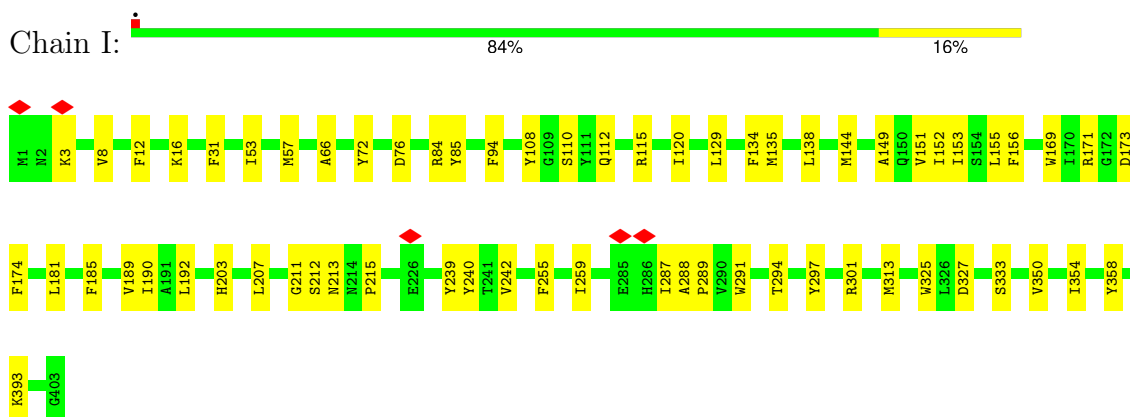 Chain I:
84% 16%
M1 N2 K3 V8 F12 K16 F31 I53 M57 A66 Y72 D76 R84 Y85 F94 Y108 G109 S110 Y111 Q112 R115 I120 L129 F134 M135 L138 M144 A149 Q150 V151 I152 I153 S154 L155 F156 W169 I170 R171 G172 D173
F174 L181 F185 V189 I190 A191 L192 H203 L207 G211 S212 N213 N214 P215 E226 Y239 Y240 T241 V242 F255 I259 E285 H286 I287 A288 P289 V290 W291 T294 Y297 R301 M313 W325 L326 D327 S333 V350 I354 Y358
K393 G403